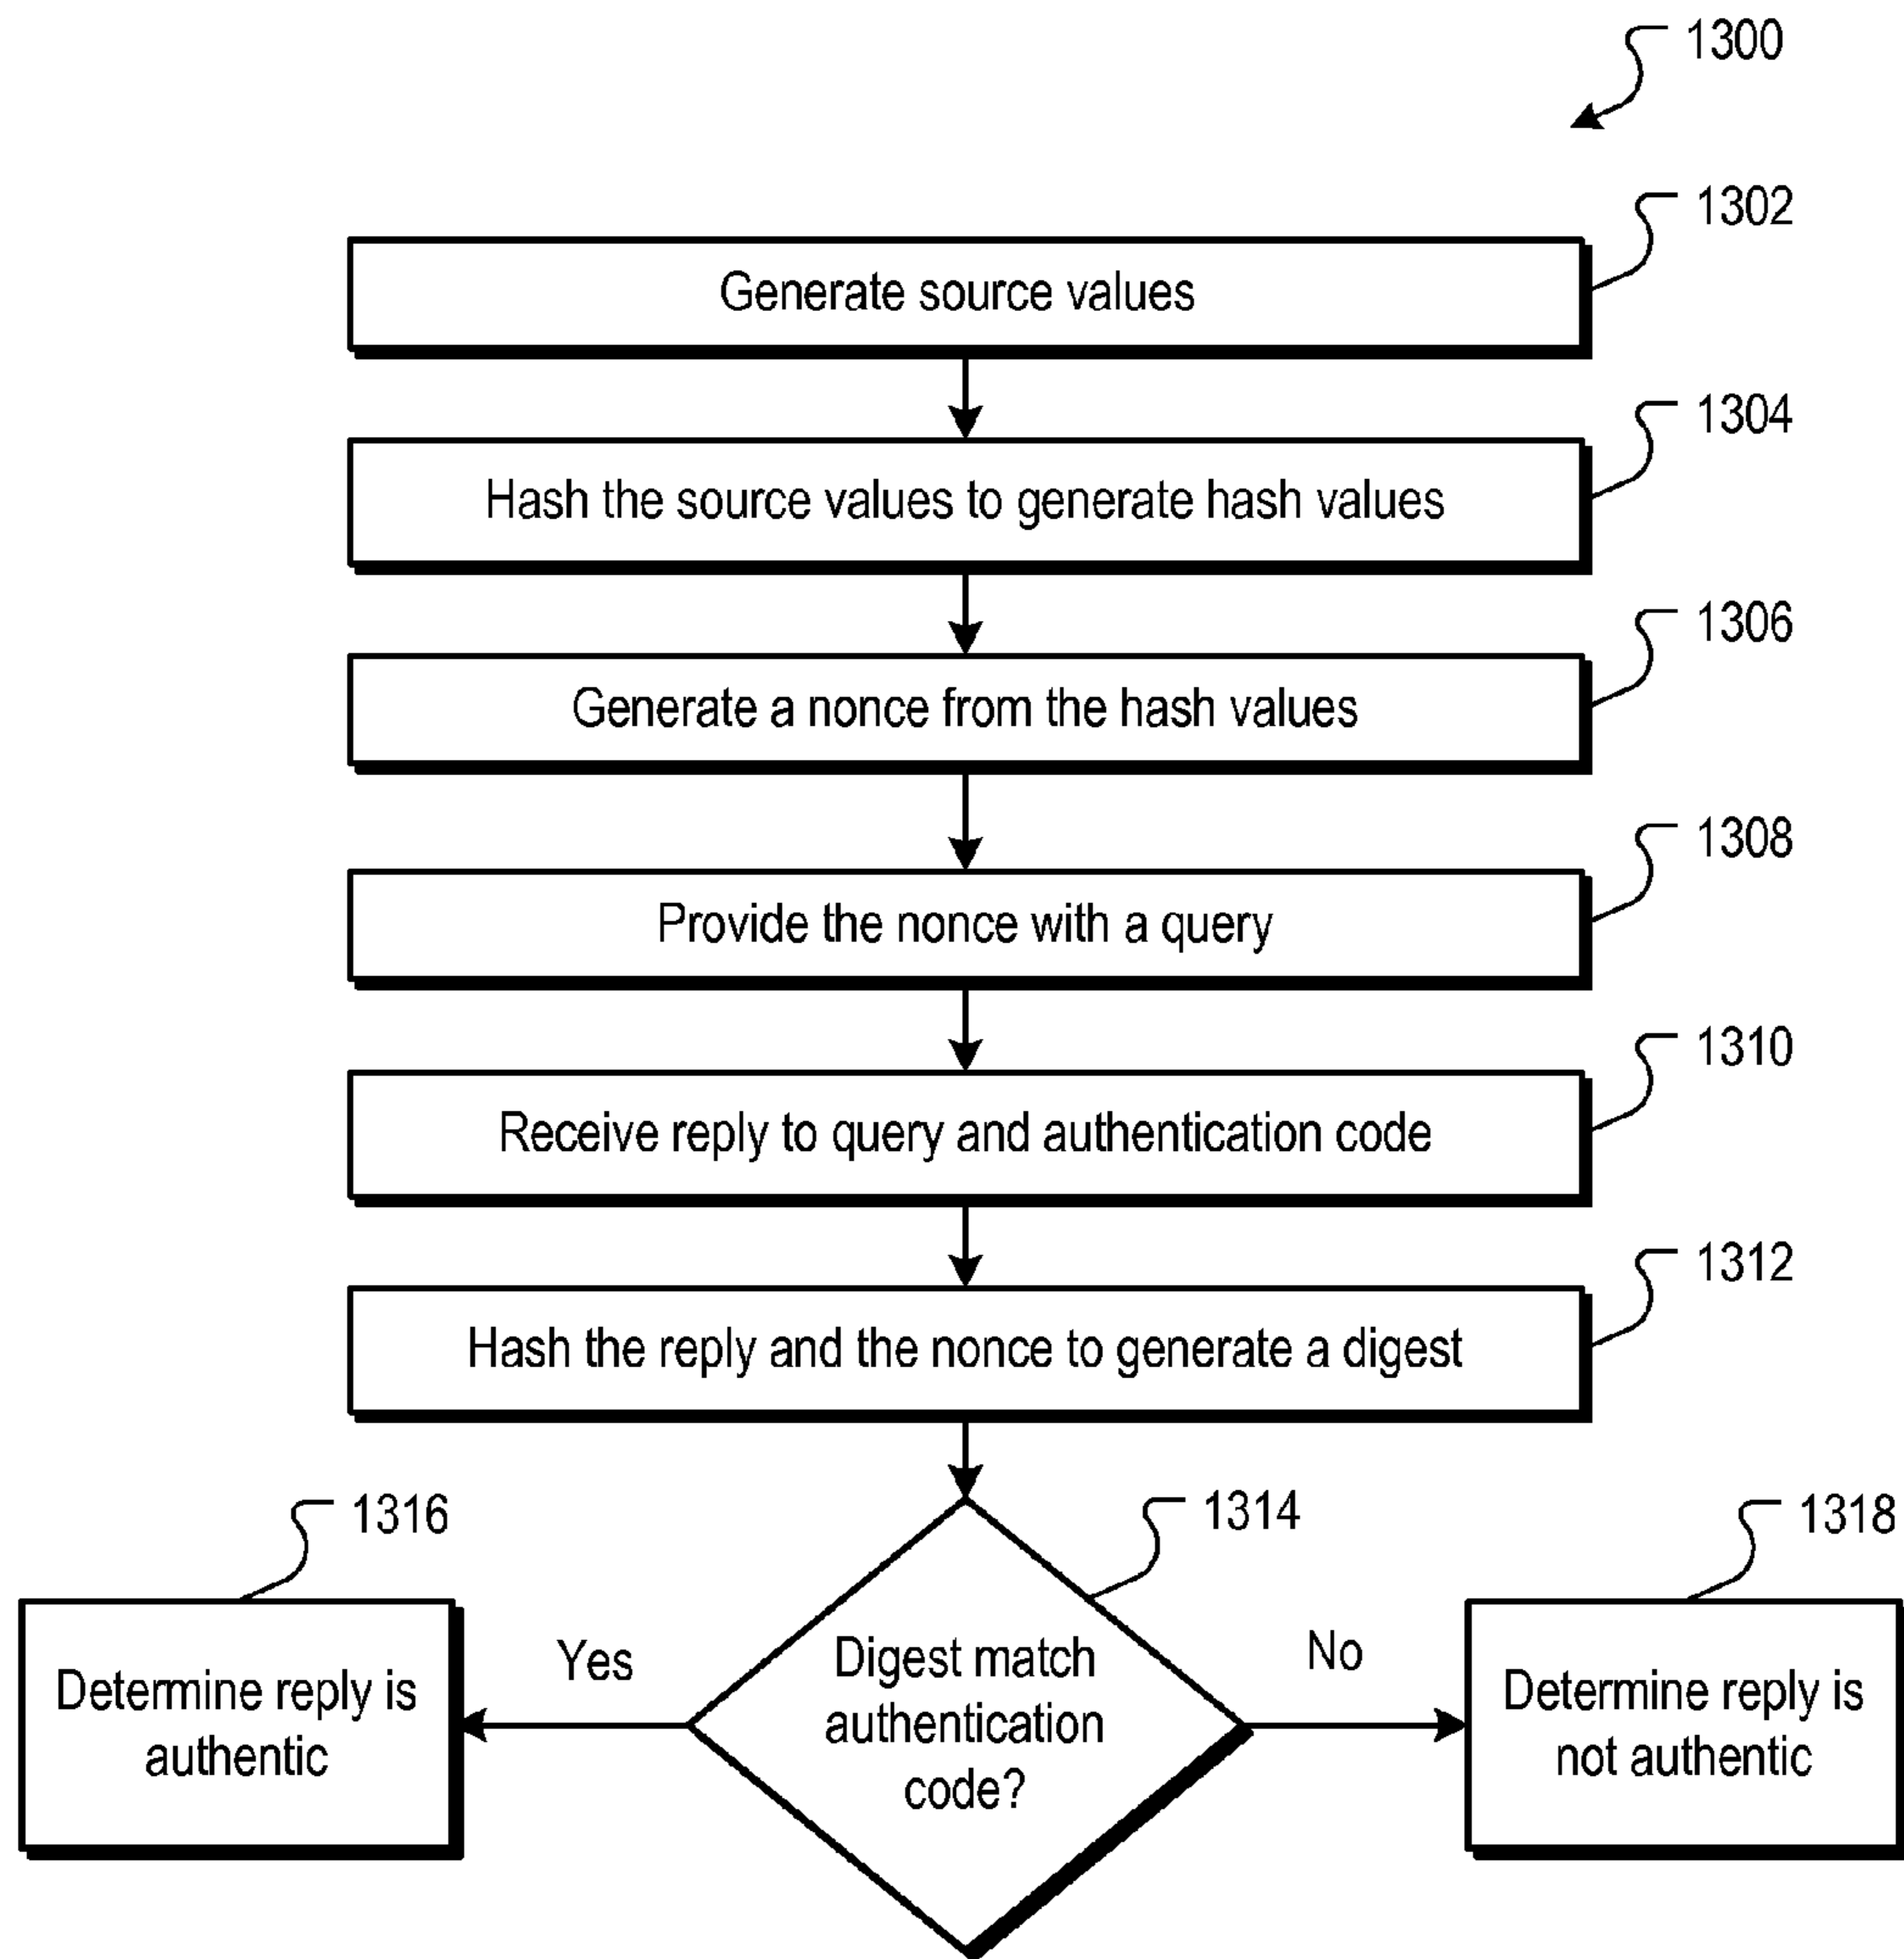 1300
1302
Generate source values
1304
Hash the source values to generate hash values
1306
Generate a nonce from the hash values
1308
Provide the nonce with a query
1310
Receive reply to query and authentication code
1312
Hash the reply and the nonce to generate a digest
1316
Determine reply is
authentic
Yes
1314
Digest match
authentication
code?
No
1318
Determine reply is
not authentic